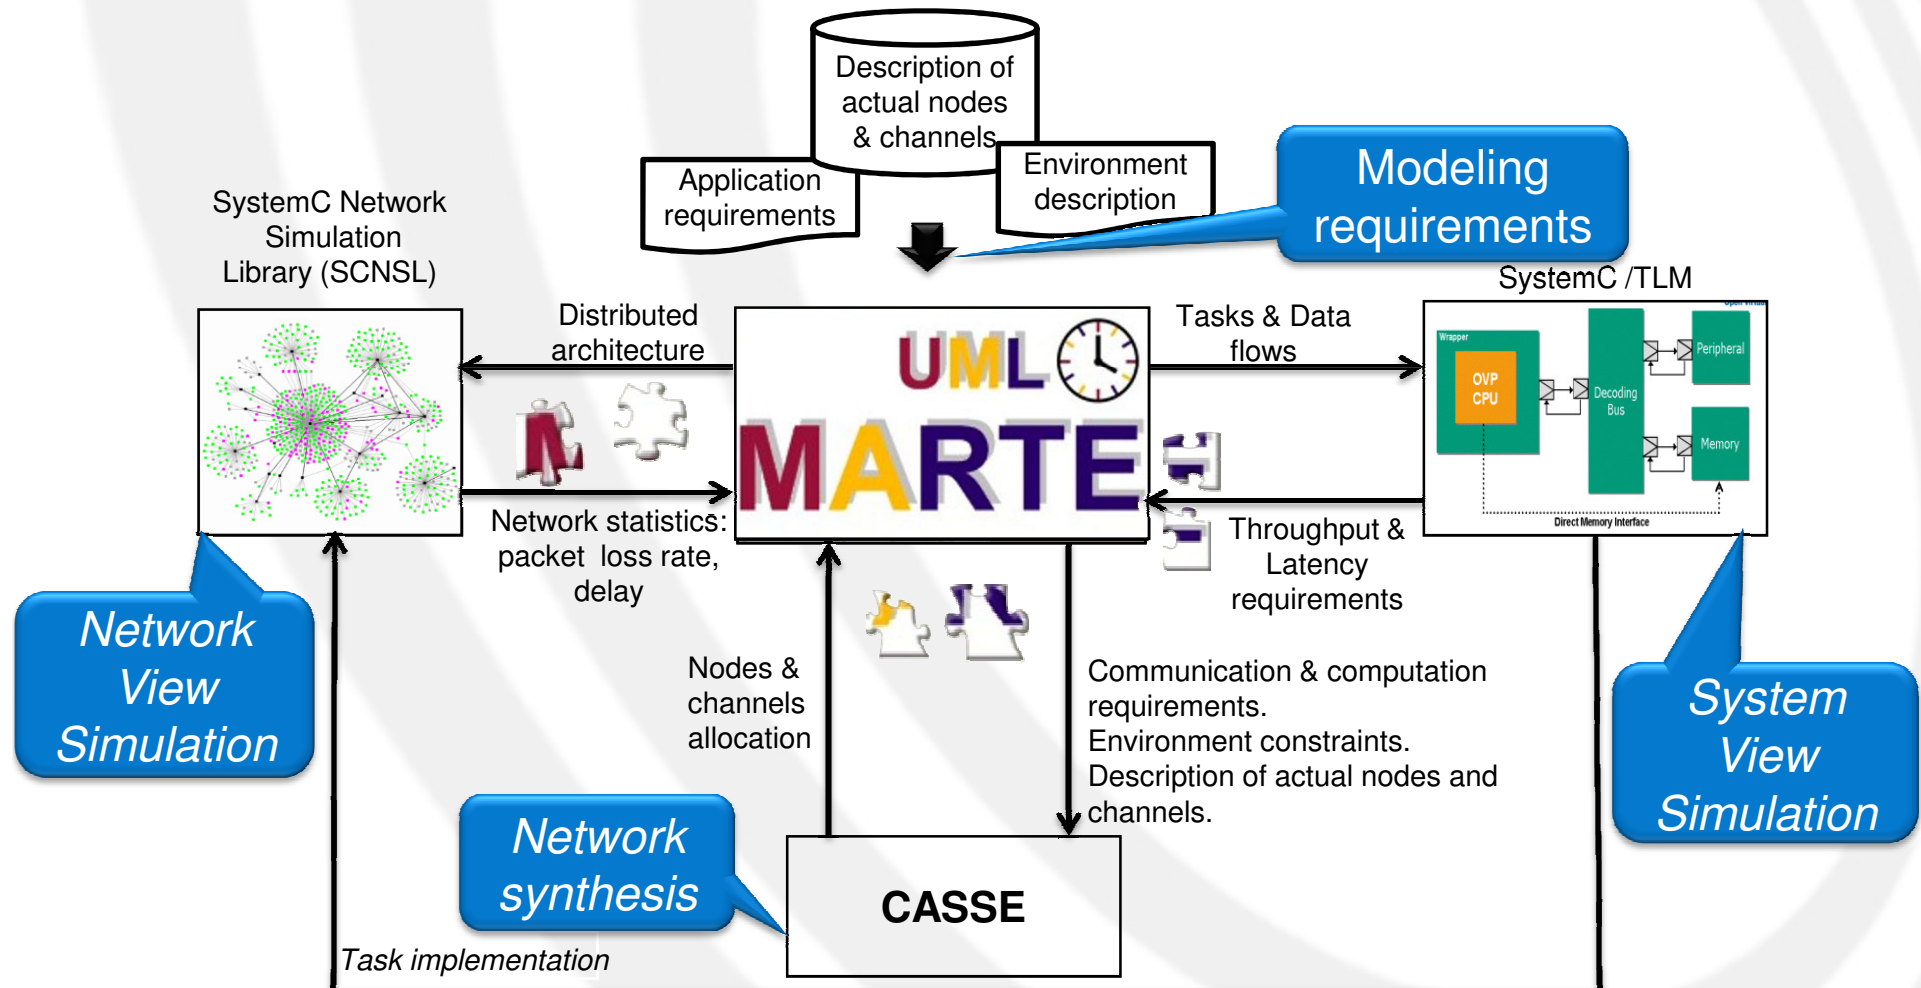 Description of
actual nodes
& channels
Application
requirements
Environment
description
Modeling
requirements
SystemC Network
Simulation
Library (SCNSL)
SystemC /TLM
Distributed
architecture
UML
MARTE
Tasks & Data
flows
Wrapper
OVP
CPU
Decoding
Bus
Peripheral
Memory
Direct Memory Interface
Network statistics:
packet loss rate,
delay
Throughput &
Latency
requirements
Network
View
Simulation
Nodes &
channels
allocation
Communication & computation
requirements.
Environment constraints.
Description of actual nodes and
channels.
System
View
Simulation
Network
synthesis
CASSE
Task implementation